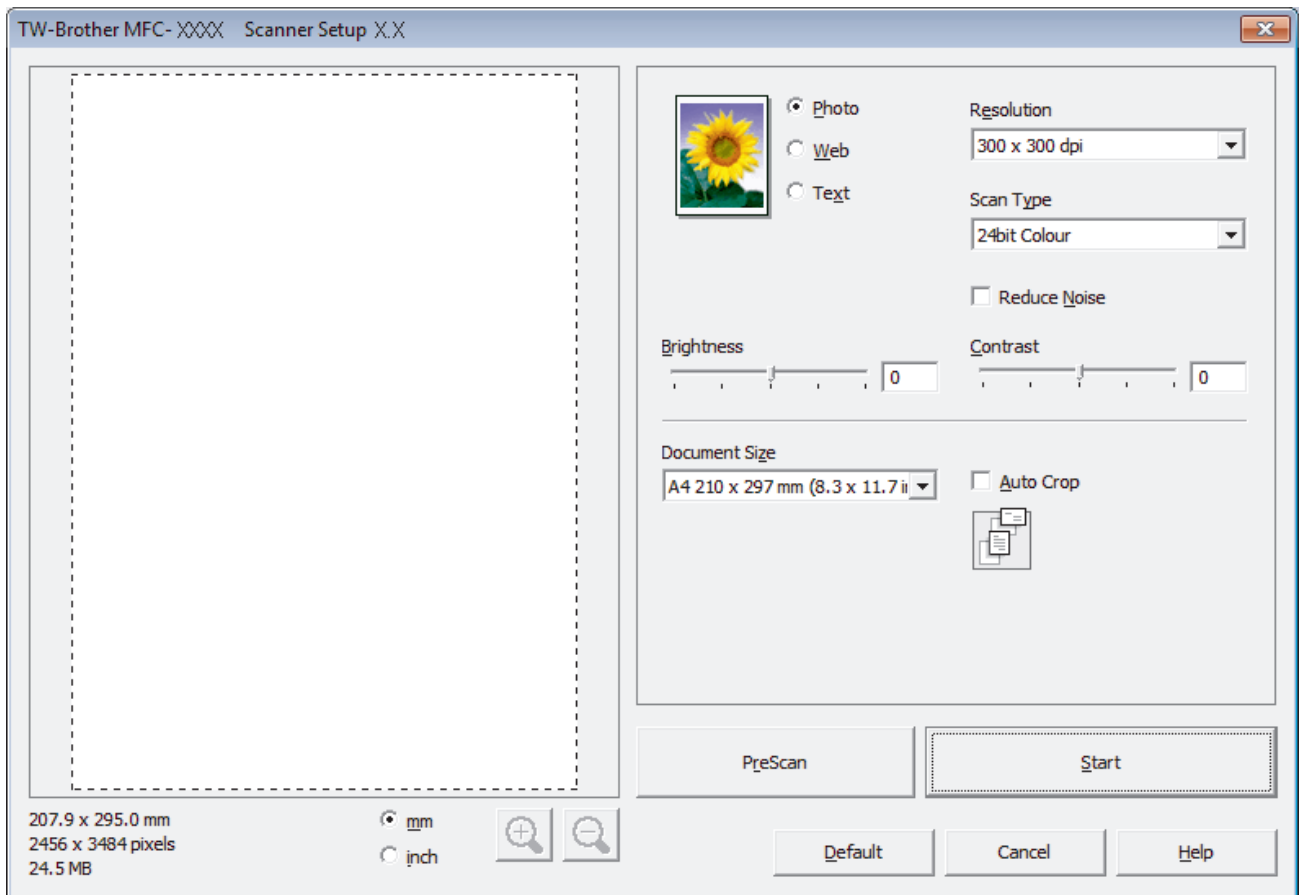 TW-Brother MFC- XXXX Scanner Setup X.X
Photo
Web
Text
Resolution
300 x 300 dpi
Scan Type
24bit Colour
Reduce Noise
Brightness
0
Contrast
0
Document Size
A4 210 x 297 mm (8.3 x 11.7 i
Auto Crop
PreScan
Start
207.9 x 295.0 mm
2456 x 3484 pixels
24.5 MB
mm
inch
Default
Cancel
Help